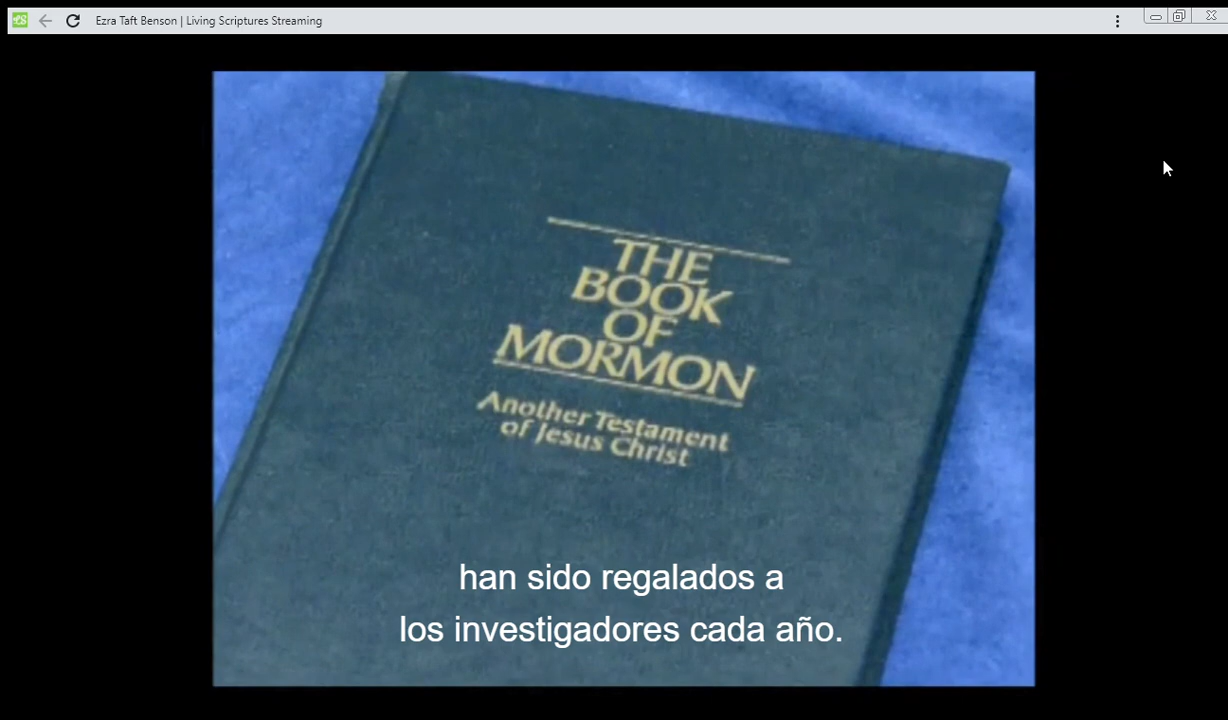 LS
Ezra Taft Benson | Living Scriptures Streaming
THE
BOOK
OF
MORMON
Another Testament
of Jesus Christ
han sido regalados a
los investigadores cada año.